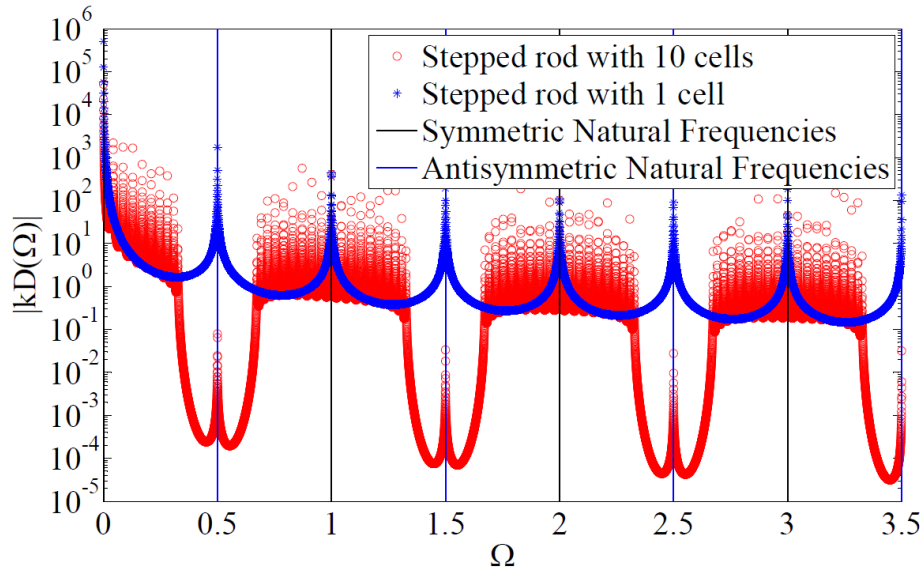 10^6
10^5
10^4
10^3
10^2
10^1
10^0
10^-1
10^-2
10^-3
10^-4
10^-5
|kD(Ω)|
Stepped rod with 10 cells
Stepped rod with 1 cell
Symmetric Natural Frequencies
Antisymmetric Natural Frequencies
0 0.5 1 1.5 2 2.5 3 3.5
Ω